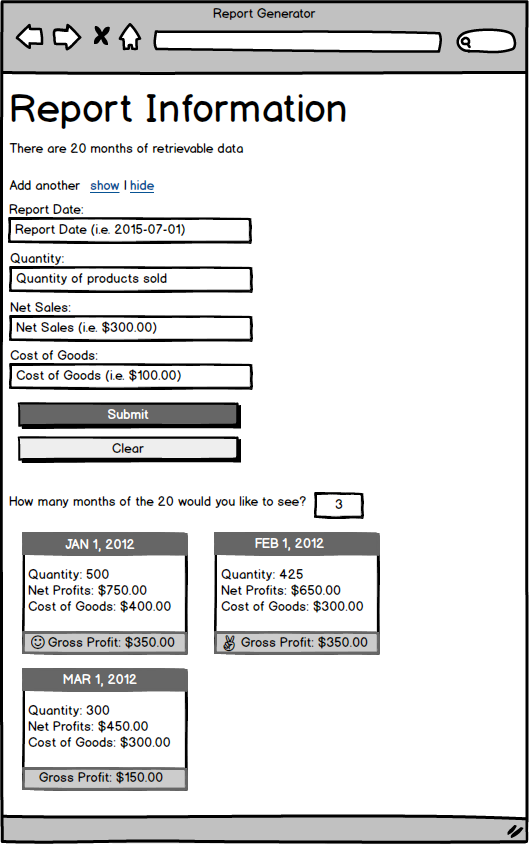 Report Generator
Report Information
There are 20 months of retrievable data
Add another show | hide
Report Date:
Report Date (i.e. 2015-07-01)
Quantity:
Quantity of products sold
Net Sales:
Net Sales (i.e. $300.00)
Cost of Goods:
Cost of Goods (i.e. $100.00)
Submit
Clear
How many months of the 20 would you like to see? 3
JAN 1, 2012
Quantity: 500
Net Profits: $750.00
Cost of Goods: $400.00
Gross Profit: $350.00
FEB 1, 2012
Quantity: 425
Net Profits: $650.00
Cost of Goods: $300.00
Gross Profit: $350.00
MAR 1, 2012
Quantity: 300
Net Profits: $450.00
Cost of Goods: $300.00
Gross Profit: $150.00